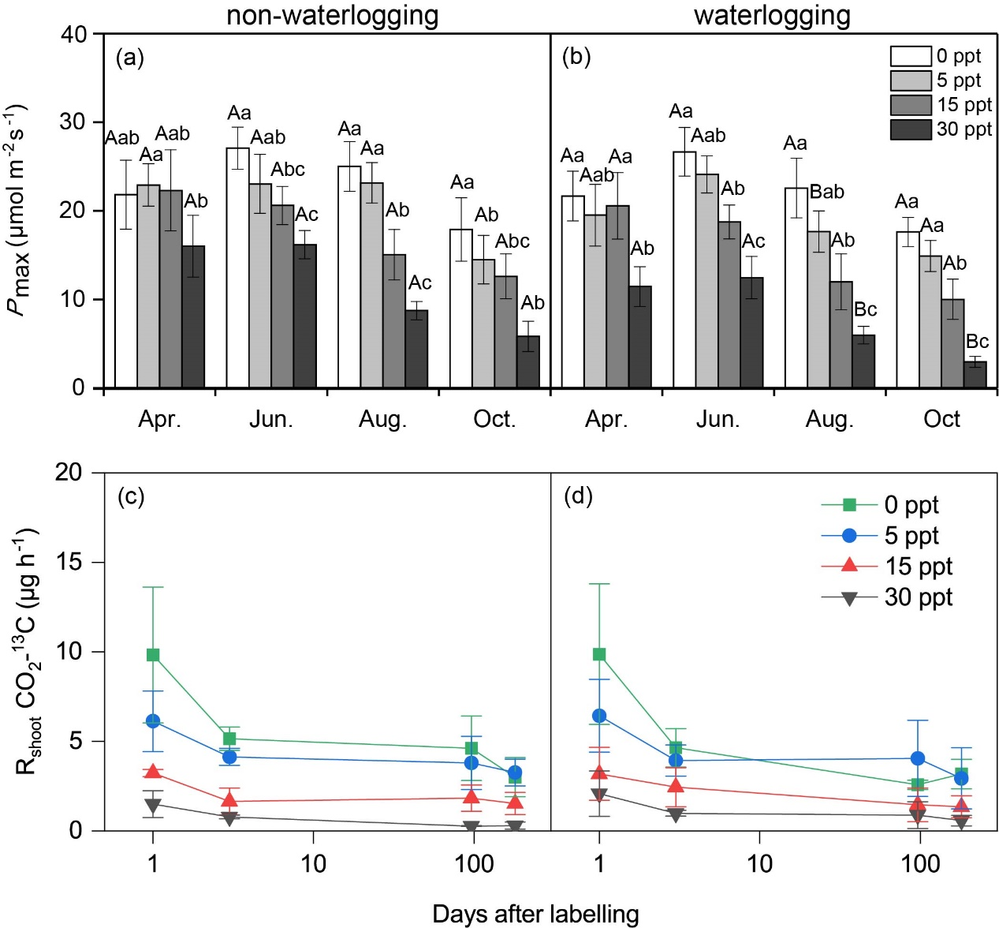 non-waterlogging waterlogging
(a) (b)
0 ppt
5 ppt
15 ppt
30 ppt
40
30
20
10
0
Pmax (µmol m-2s-1)
Aab Aa Aab Ab Aa Aab Abc Ac Aa Aa Ab Ac Aa Ab Abc Ab
Aa Aab Aa Ab Aa Aab Ab Ac Aa Bab Ab Bc Aa Aa Ab Bc
Apr. Jun. Aug. Oct. Apr. Jun. Aug. Oct
(c) (d)
0 ppt
5 ppt
15 ppt
30 ppt
20
15
10
5
0
Rshoot CO2-13C (µg h-1)
1 10 100 1 10 100
Days after labelling